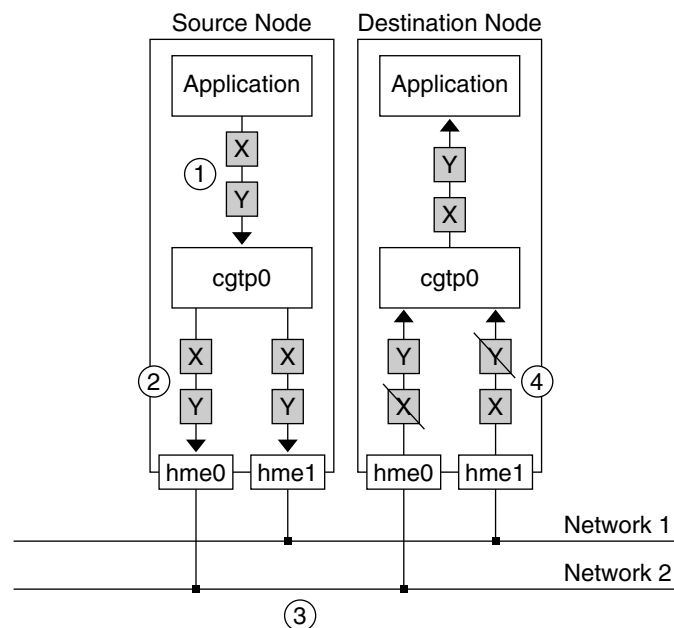 Source Node Destination Node
Application Application
X Y
1 Y X
cgtp0 cgtp0
X X Y Y
2 Y Y X X 4
hme0 hme1 hme0 hme1
Network 1
Network 2
3